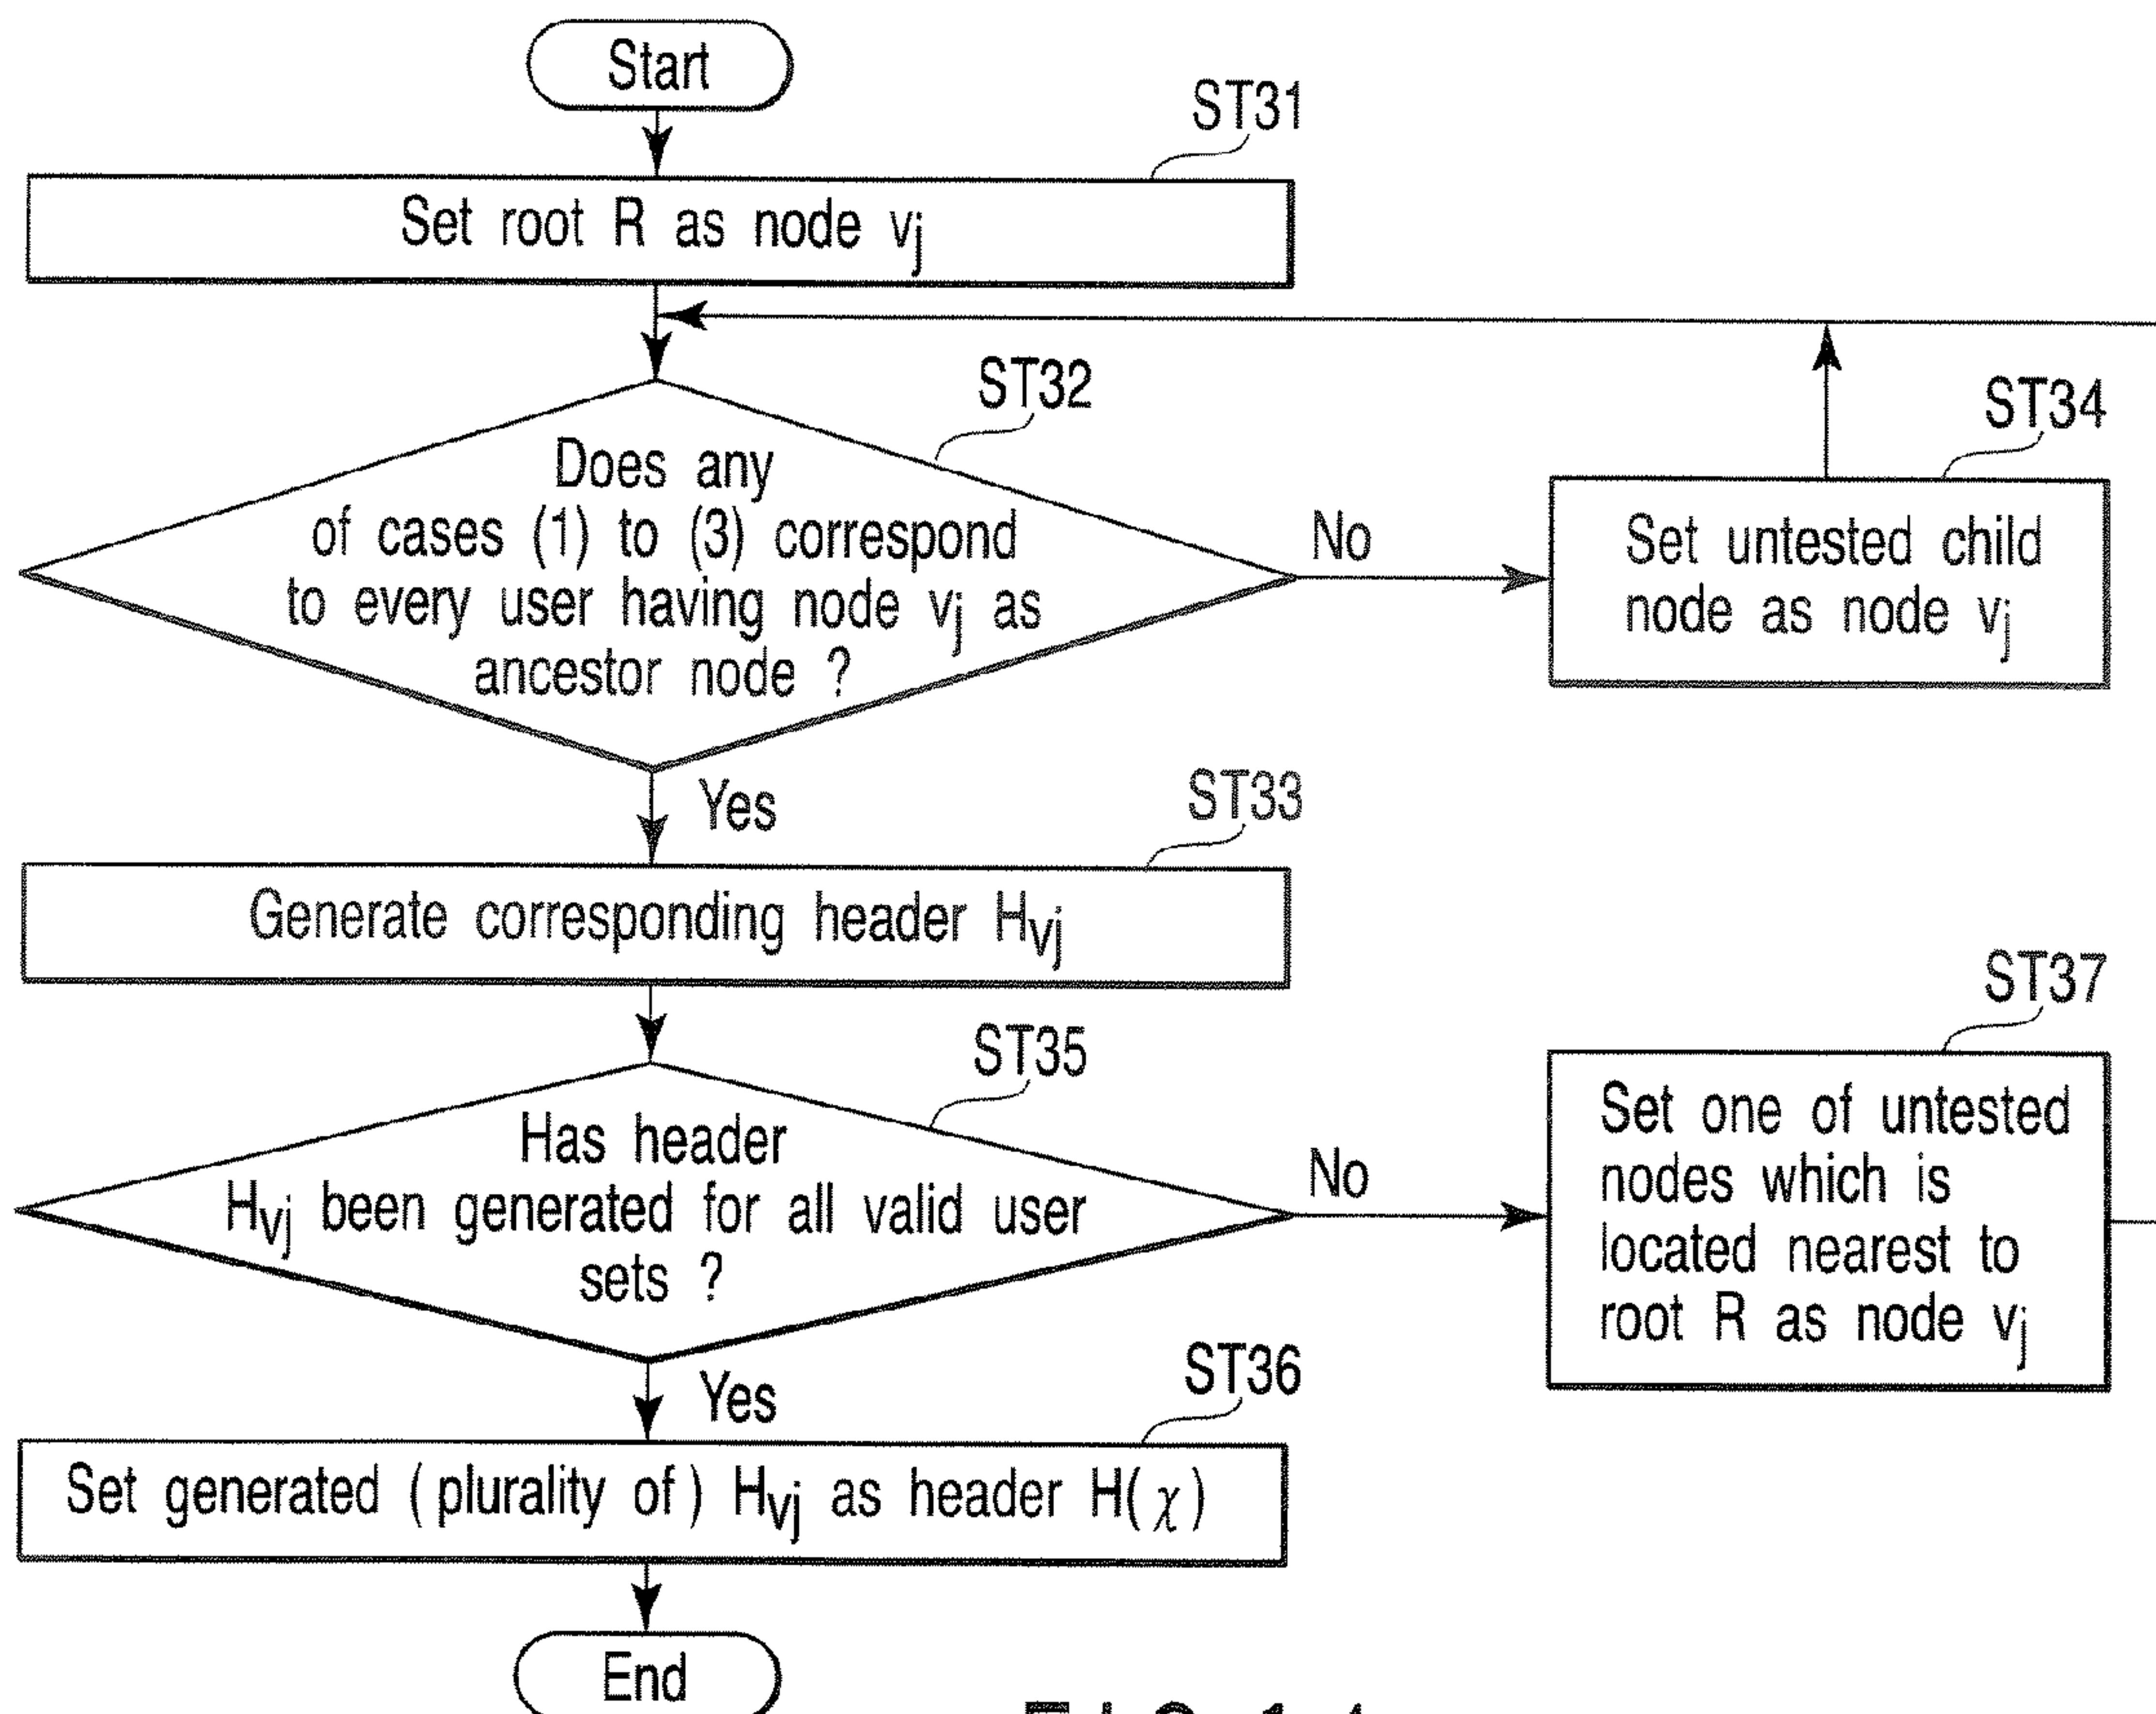 Start
ST31
Set root R as node vj
ST32
Does any
of cases (1) to (3) correspond
to every user having node vj as
ancestor node ?
No
ST34
Set untested child
node as node vj
Yes
ST33
Generate corresponding header Hvj
ST35
Has header
Hvj been generated for all valid user
sets ?
No
ST37
Set one of untested
nodes which is
located nearest to
root R as node vj
Yes
ST36
Set generated (plurality of) Hvj as header H(χ)
End